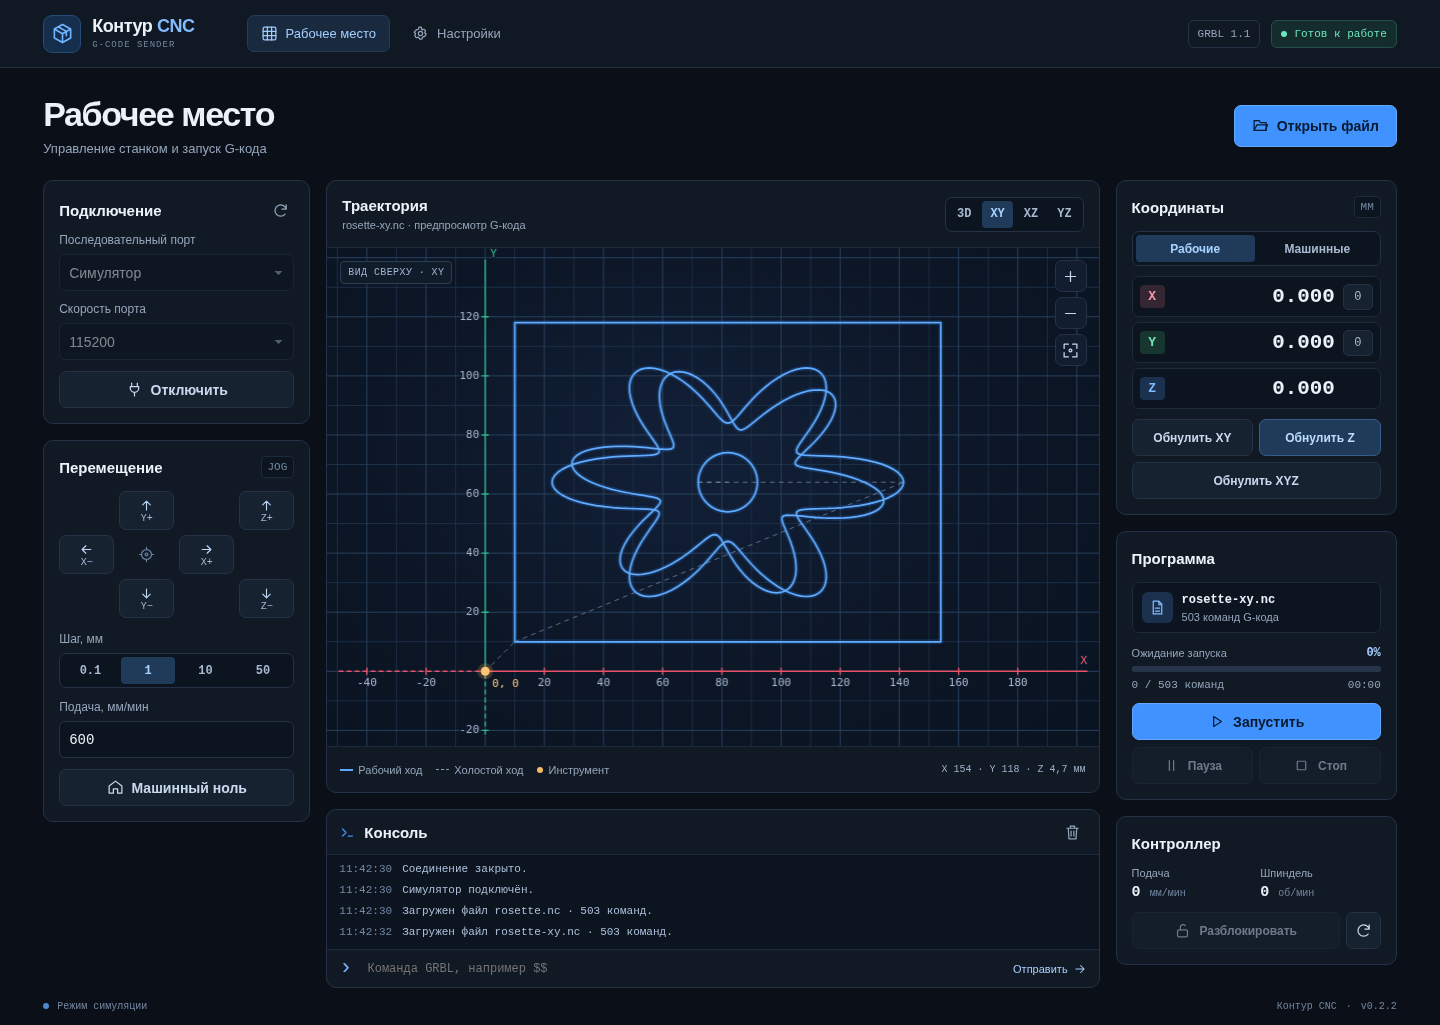 Контур CNC
G-CODE SENDER
Рабочее место
Настройки
GRBL 1.1
Готов к работе
Рабочее место
Управление станком и запуск G-кода
Открыть файл
Подключение
Последовательный порт
Симулятор
Скорость порта
115200
Отключить
Перемещение
JOG
Y+
Z+
X−
X+
Y−
Z−
Шаг, мм
0.1
1
10
50
Подача, мм/мин
600
Машинный ноль
Траектория
rosette-xy.nc · предпросмотр G-кода
3D
XY
XZ
YZ
ВИД СВЕРХУ · XY
Y
120
100
80
60
40
20
X
-40
-20
0, 0
20
40
60
80
100
120
140
160
180
-20
Рабочий ход
Холостой ход
Инструмент
X 154 · Y 118 · Z 4,7 мм
Консоль
11:42:30 Соединение закрыто.
11:42:30 Симулятор подключён.
11:42:30 Загружен файл rosette.nc · 503 команд.
11:42:32 Загружен файл rosette-xy.nc · 503 команд.
Команда GRBL, например $$
Отправить
Координаты
ММ
Рабочие
Машинные
X
0.000
0
Y
0.000
0
Z
0.000
Обнулить XY
Обнулить Z
Обнулить XYZ
Программа
rosette-xy.nc
503 команд G-кода
Ожидание запуска
0%
0 / 503 команд
00:00
Запустить
Пауза
Стоп
Контроллер
Подача
Шпиндель
0 мм/мин
0 об/мин
Разблокировать
Режим симуляции
Контур CNC · v0.2.2